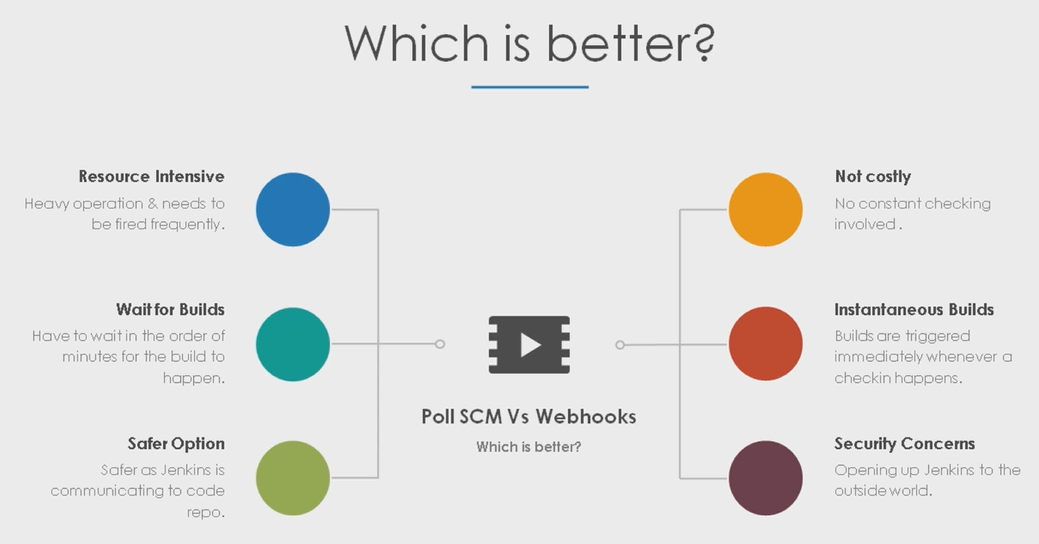 Which is better?
Resource Intensive
Heavy operation & needs to
be fired frequently.
Wait for Builds
Have to wait in the order of
minutes for the build to
happen.
Safer Option
Safer as Jenkins is
communicating to code
repo.
Poll SCM Vs Webhooks
Which is better?
Not costly
No constant checking
involved .
Instantaneous Builds
Builds are triggered
immediately whenever a
checkin happens.
Security Concerns
Opening up Jenkins to the
outside world.